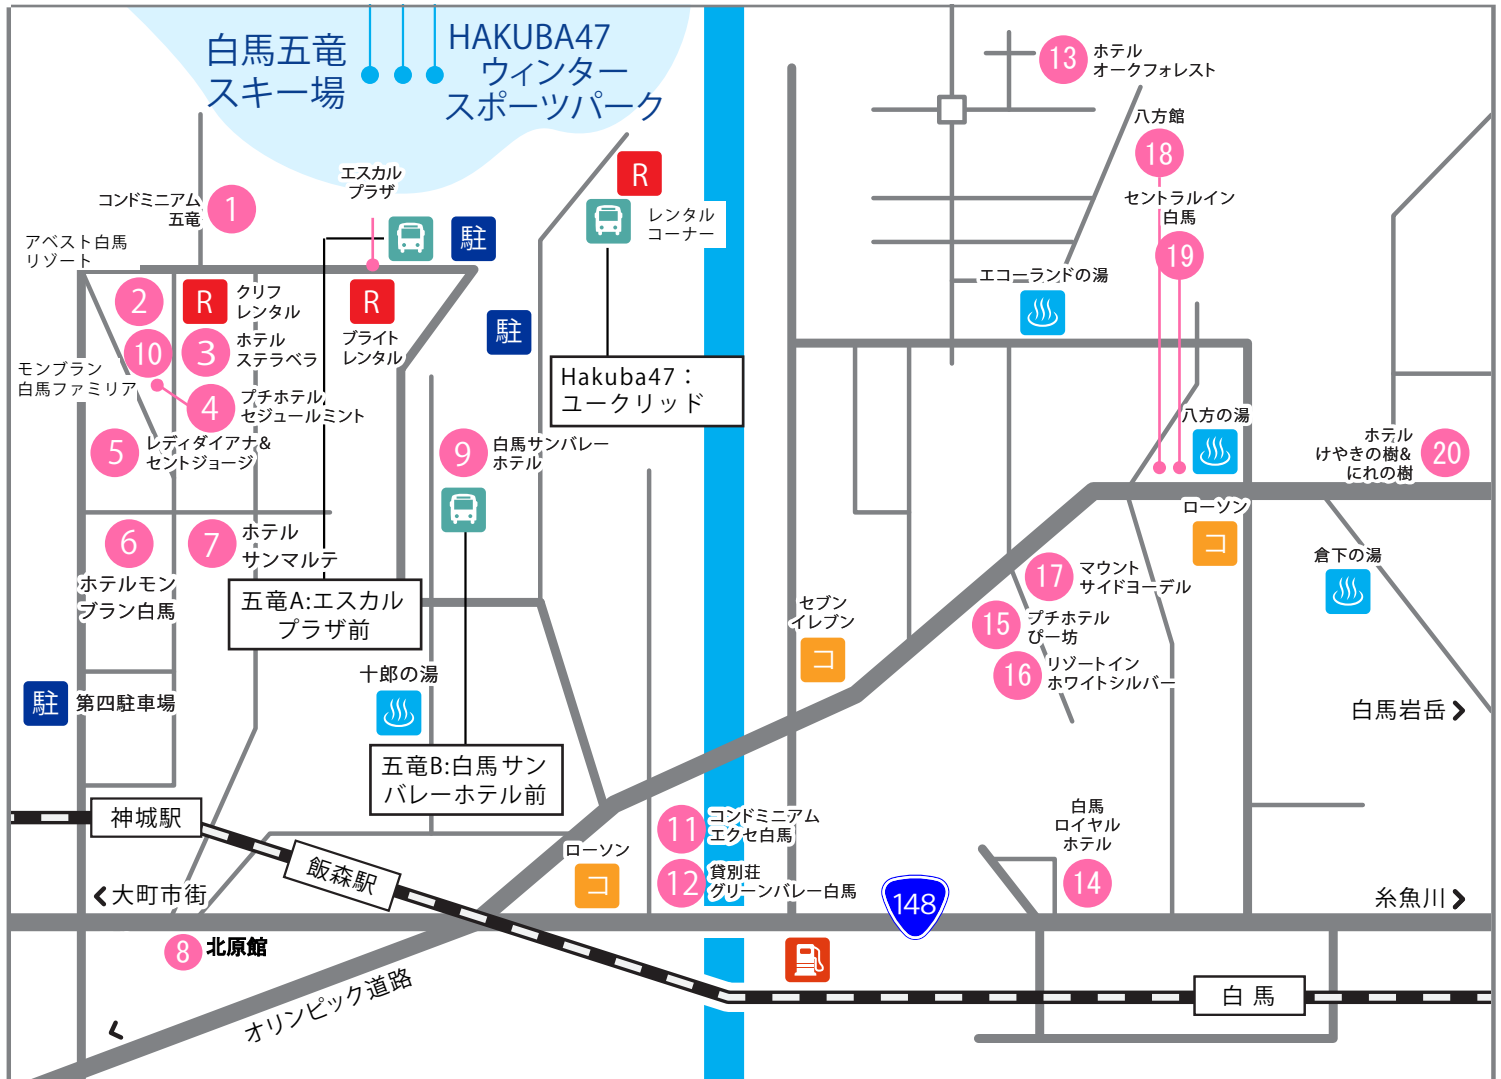 白馬五竜
スキー場
HAKUBA47
ウィンター
スポーツパーク
13
ホテル
オークフォレスト
八方館
18
セントラルイン
白馬
19
エスカル
プラザ
R
レンタル
コーナー
コンドミニアム
五竜
1
駐
アベスト白馬
リゾート
2
R
クリフ
レンタル
R
ブライト
レンタル
駐
エコーランドの湯
10
3
ホテル
ステラベラ
モンブラン
白馬ファミリア
4
プチホテル
セジュールミント
Hakuba47：
ユークリッド
5
レディダイアナ&
セントジョージ
9
白馬サンバレー
ホテル
八方の湯
ホテル
けやきの樹&
にれの樹
20
ローソン
コ
6
ホテルモン
ブラン白馬
7
ホテル
サンマルテ
五竜A:エスカル
プラザ前
倉下の湯
17
マウント
サイドヨーデル
15
プチホテル
ぴー坊
16
リゾートイン
ホワイトシルバー
セブン
イレブン
コ
十郎の湯
駐
第四駐車場
白馬岩岳
五竜B:白馬サン
バレーホテル前
神城駅
飯森駅
11
コンドミニアム
エクセ白馬
12
貸別荘
グリーンバレー白馬
ローソン
コ
白馬
ロイヤル
ホテル
14
148
大町市街
糸魚川
8
北原館
オリンピック道路
白 馬